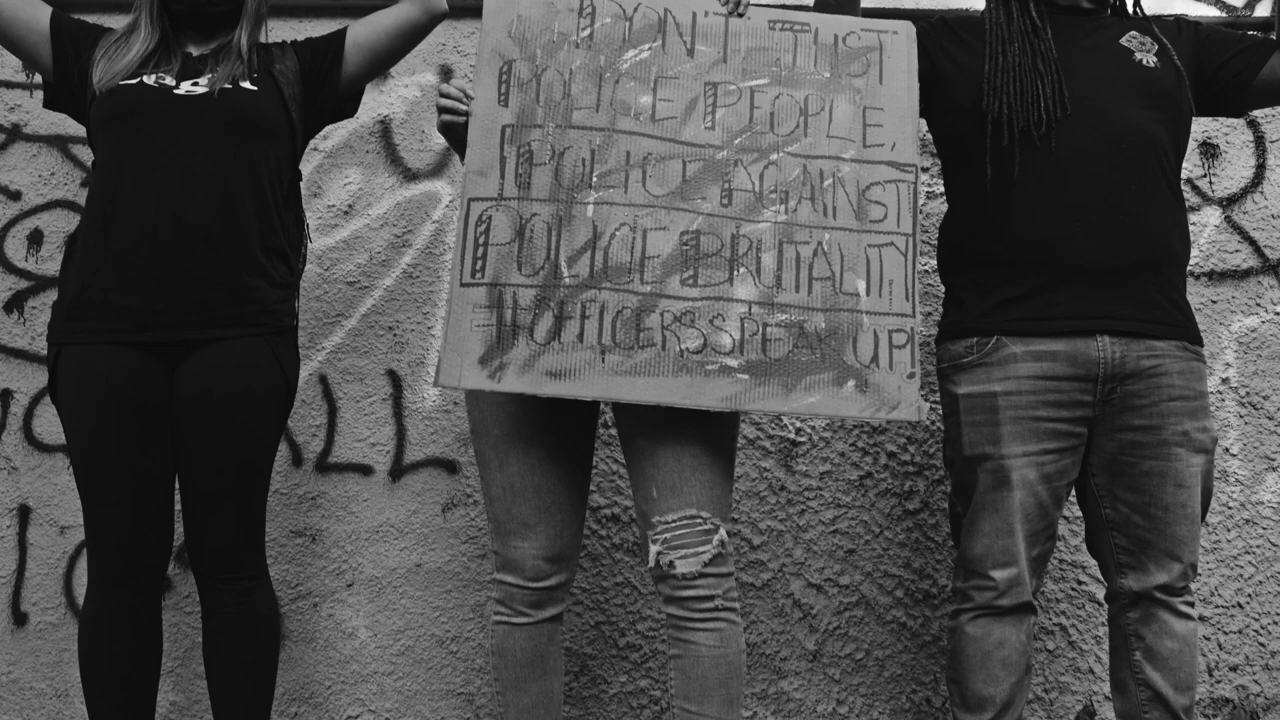 DON'T JUST
POLICE PEOPLE,
POLICE AGAINST
POLICE BRUTALITY
#OFFICERSSPEAKUP!